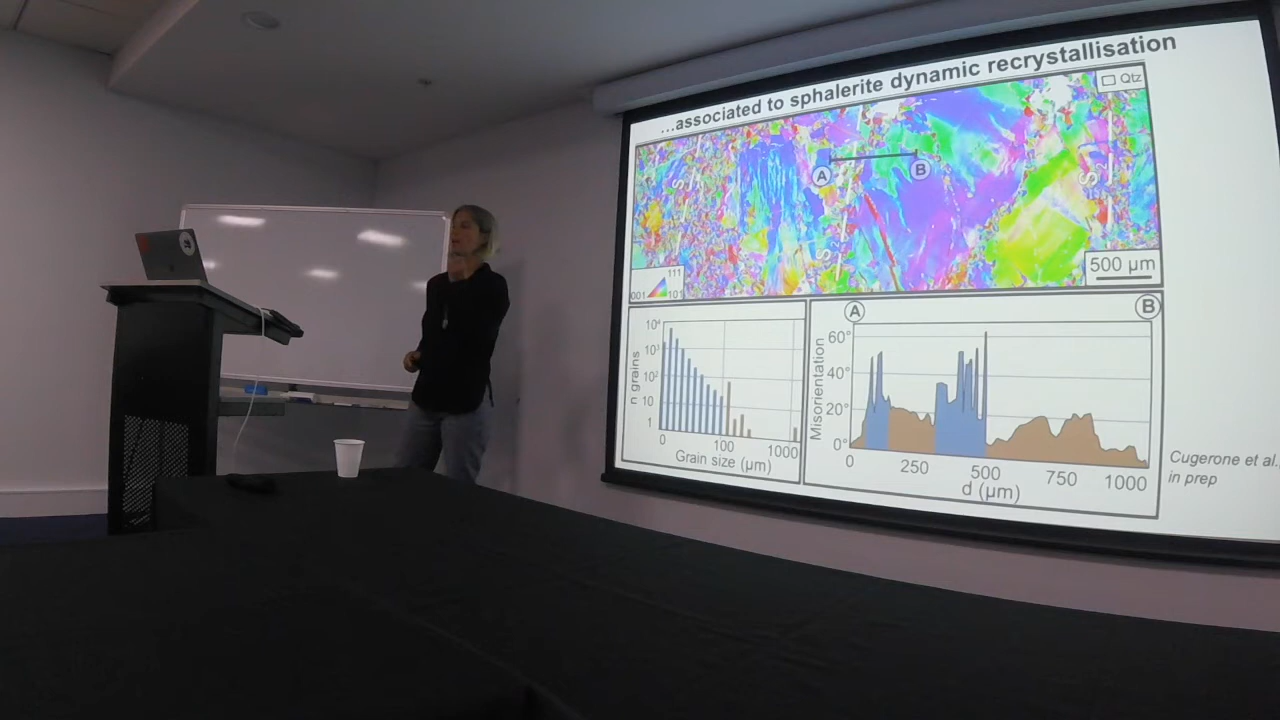 ...associated to sphalerite dynamic recrystallisation
Qtz
A
B
S2
S2
500 µm
111
001
101
n grains
10⁴
10³
10²
10
1
0
100
1000
Grain size (µm)
A
B
Misorientation
60°
40°
20°
0°
0
250
500
750
1000
d (µm)
Cugerone et al.,
in prep